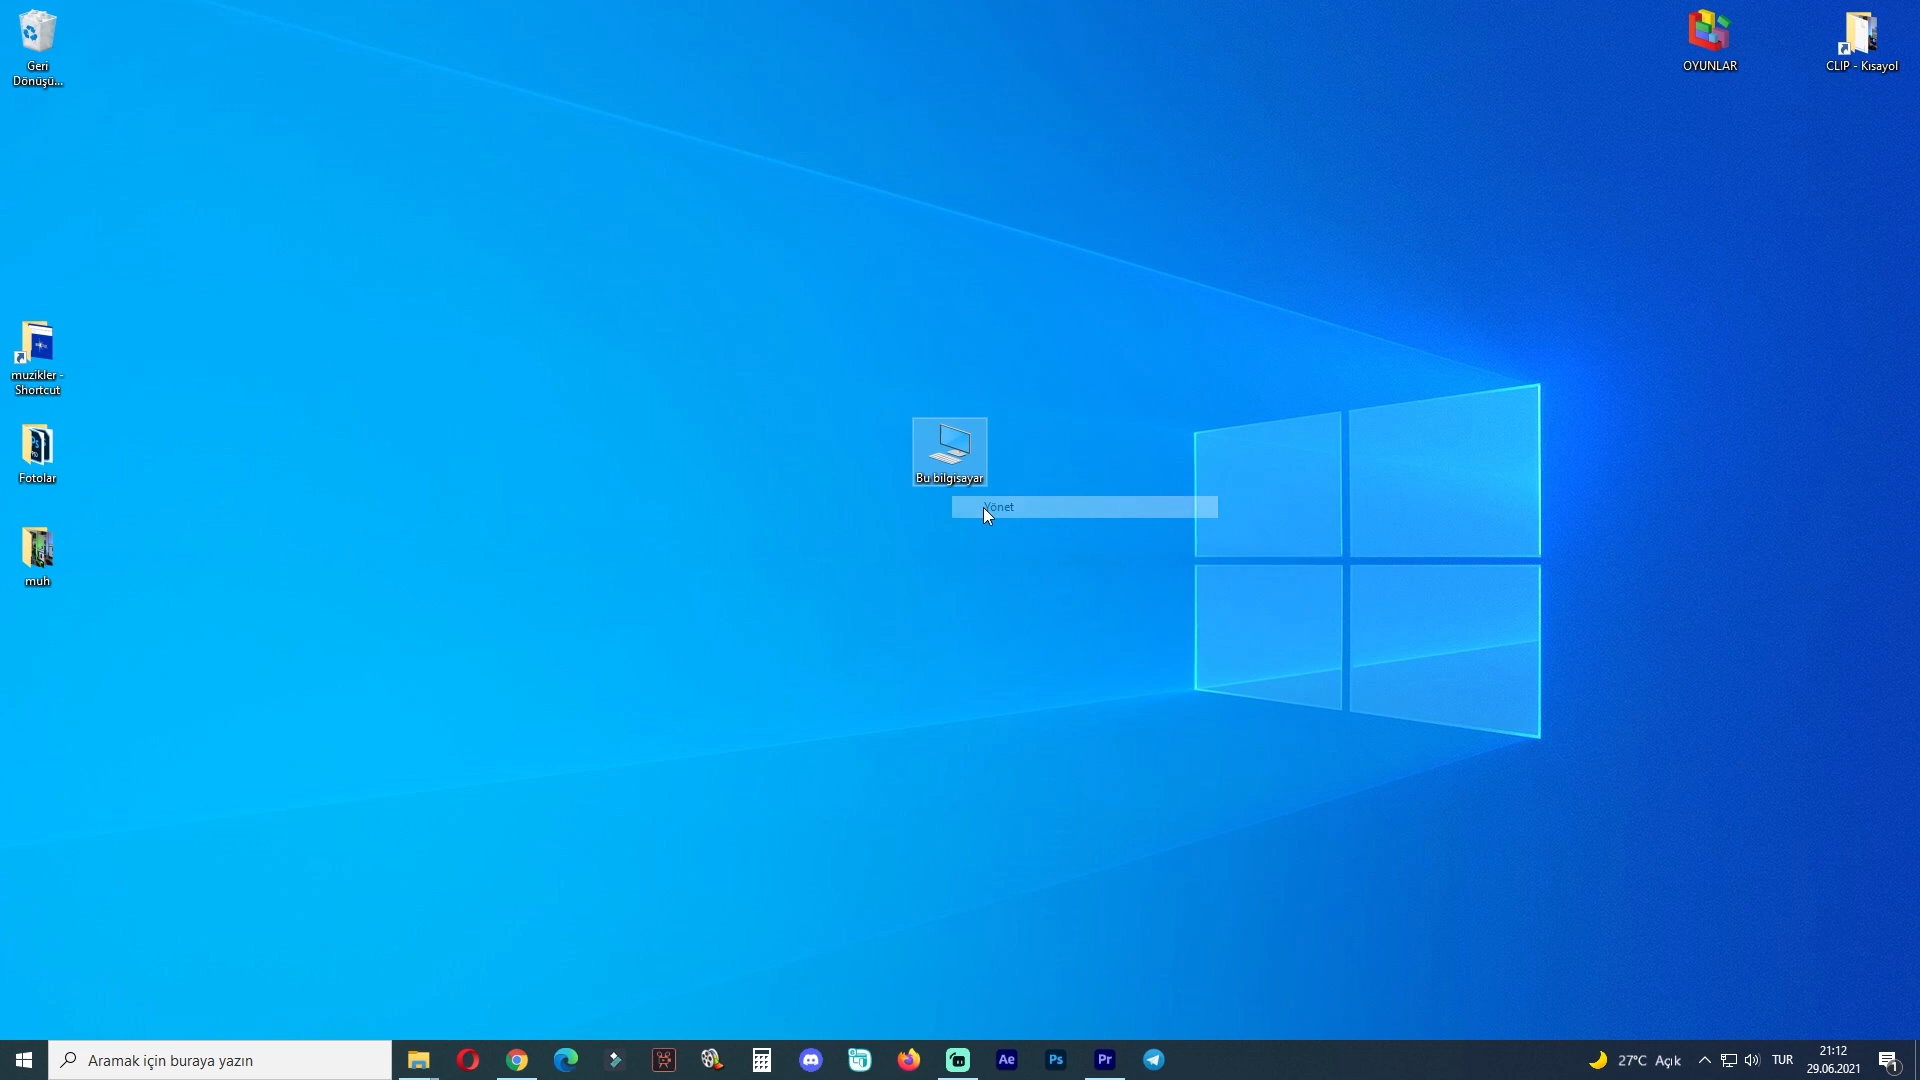 Geri
Dönüşü...
OYUNLAR
CLIP - Kısayol
muzikler -
Shortcut
Bu bilgisayar
Fotolar
Yönet
muh
Aramak için buraya yazın
Ae
Ps
Pr
27°C Açık
TUR
21:12
29.06.2021
1